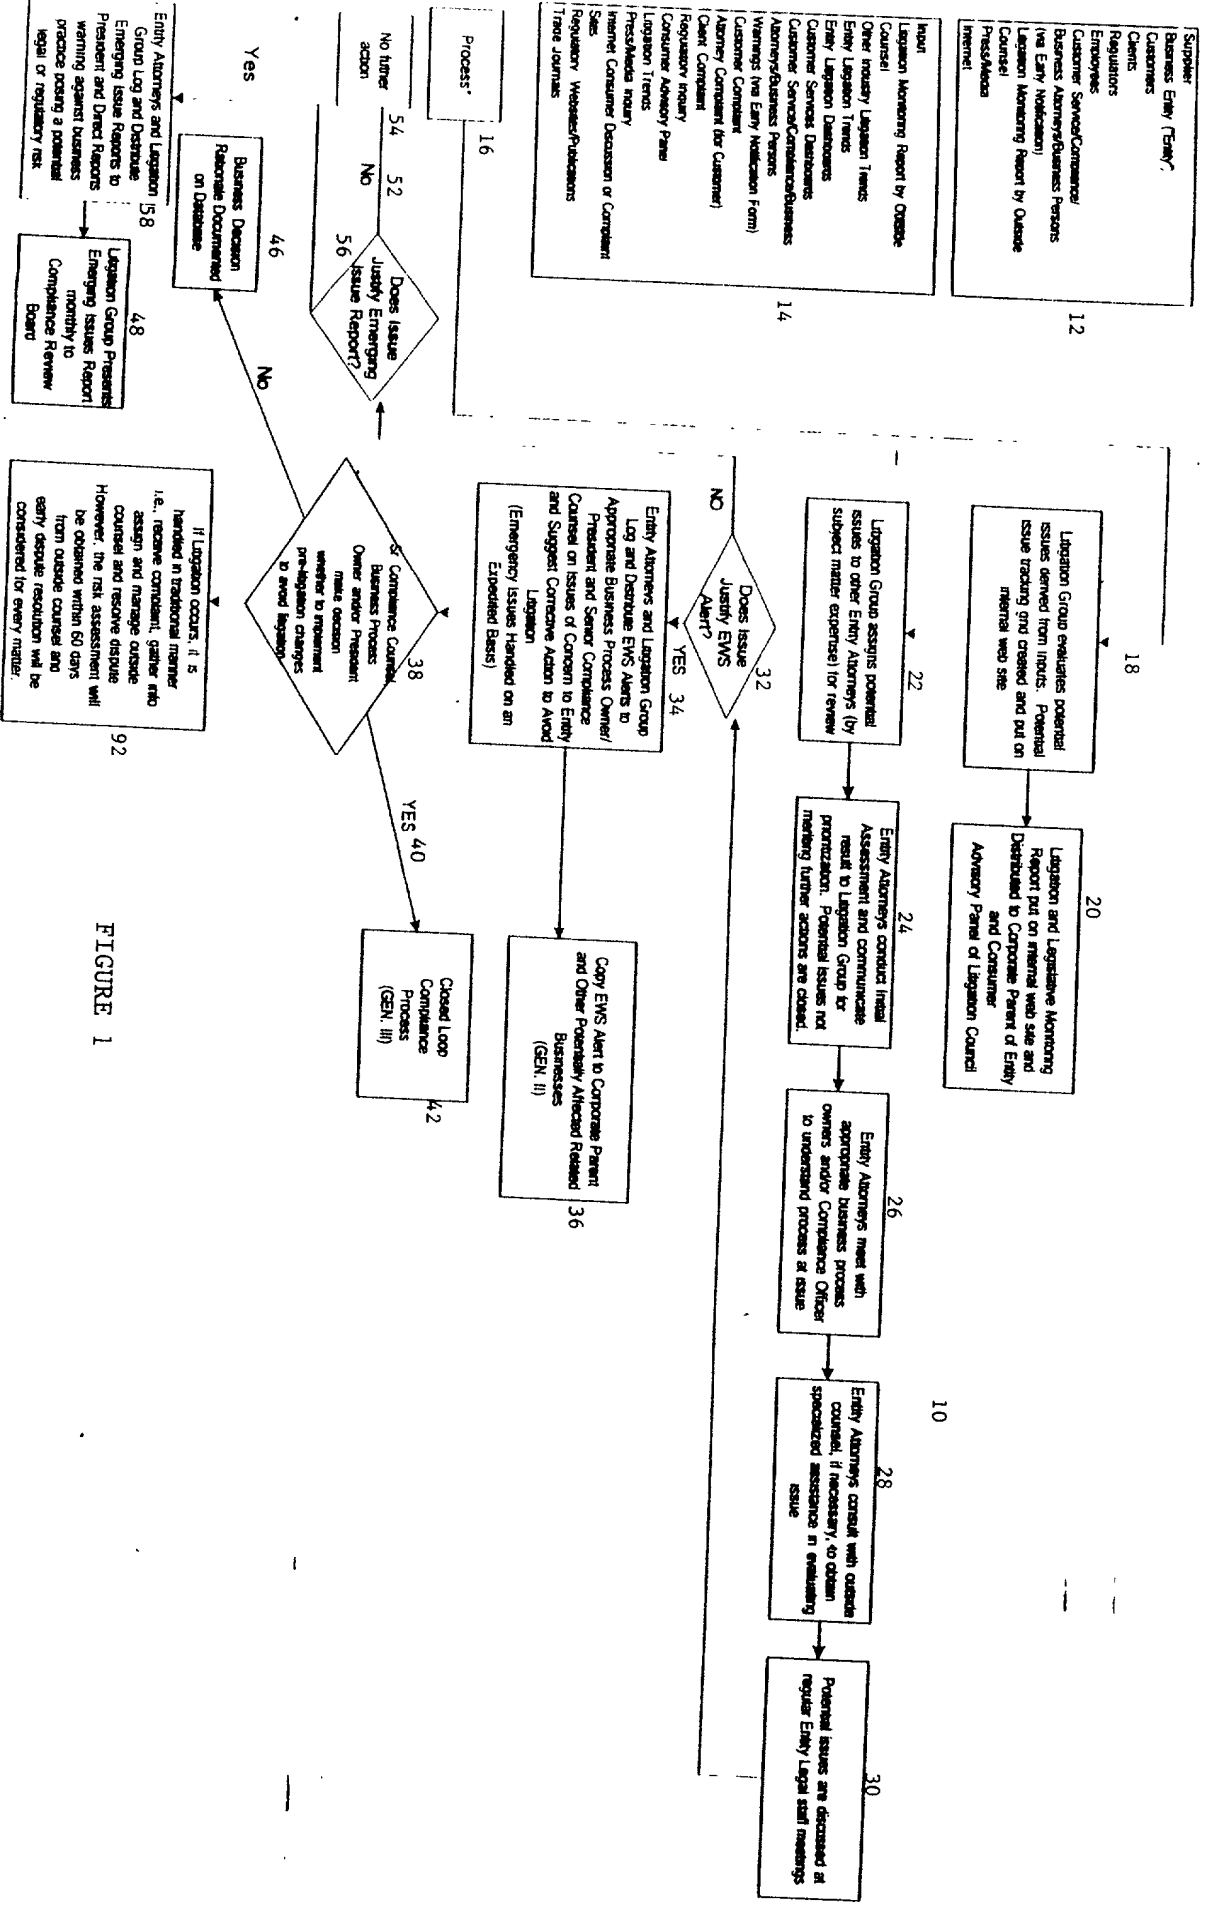 Supplier
Business Entity ("Entity",
Customers
Clients
Regulators
Employees
Customer Service/Compliance/
Business Attorneys/Business Persons
(via Early Notification)
Litigation Monitoring Report by Outside
Counsel
Press/Media
Internet
12
Input
Litigation Monitoring Report by Outside
Counsel
Other Industry Litigation Trends
Entity Litigation Trends
Entity Litigation Dashboards
Customer Services Dashboards
Customer Service/Compliance/Business
Attorneys/Business Persons
Warnings (via Early Notification Form)
Customer Complaint
Attorney Complaint (for Customer)
Client Complaint
Regulatory Inquiry
Consumer Advisory Panel
Litigation Trends
Press/Media Inquiry
Internet Consumer Discussion or Complaint
Sites
Regulatory Websites/Publications
Trade Journals
14
Process"
16
18
Litigation Group evaluates potential
issues derived from inputs. Potential
issue tracking grid created and put on
internal web site
20
Litigation and Legislative Monitoring
Report put on internal web site and
Distributed to Corporate Parent of Entity
and Consumer
Advisory Panel of Litigation Council
22
Litigation Group assigns potential
issues to other Entity Attorneys (by
subject matter expertise) for review
24
Entity Attorneys conduct Initial
Assessment and communicate
result to Litigation Group for
prioritization. Potential issues not
meriting further actions are closed.
26
Entity Attorneys meet with
appropriate business process
owners and/or Compliance Officer
to understand process at issue
28
Entity Attorneys consult with outside
counsel, if necessary, to obtain
specialized assistance in evaluating
issue
10
30
Potential issues are discussed at
regular Entity Legal staff meetings
NO
Does Issue
Justify EWS
Alert?
32
YES 34
Entity Attorneys and Litigation Group
Log and Distribute EWS Alerts to
Appropriate Business Process Owner/
President and Senior Compliance
Counsel on Issues of Concern to Entity
and Suggest Corrective Action to Avoid
Litigation
(Emergency Issues Handled on an
Expedited Basis)
Copy EWS Alert to Corporate Parent
and Other Potentially Affected Related
Businesses
(GEN. II)
36
No futher
action
54
No 52
Does Issue
Justify Emerging
Issue Report?
56
Compliance Counsel
Business Process
Owner and/or President
make decision
whether to implement
pre-litigation changes
to avoid litigation
38
YES 40
Closed Loop
Compliance
Process
(GEN. III)
42
No
Yes
Business Decision
Rationale Documented
on Database
46
Entity Attorneys and Litigation
Group Log and Distribute
Emerging Issue Reports to
President and Direct Reports
warning against business
practice posing a potential
legal or regulatory risk
58
Litigation Group Presents
Emerging Issues Report
monthly to
Compliance Review
Board
48
If Litigation occurs, it is
handled in traditional manner
i.e., receive complaint, gather info
assign and manage outside
counsel and resolve dispute
However, the risk assessment will
be obtained within 60 days
from outside counsel and
early dispute resolution will be
considered for every matter.
92
FIGURE 1